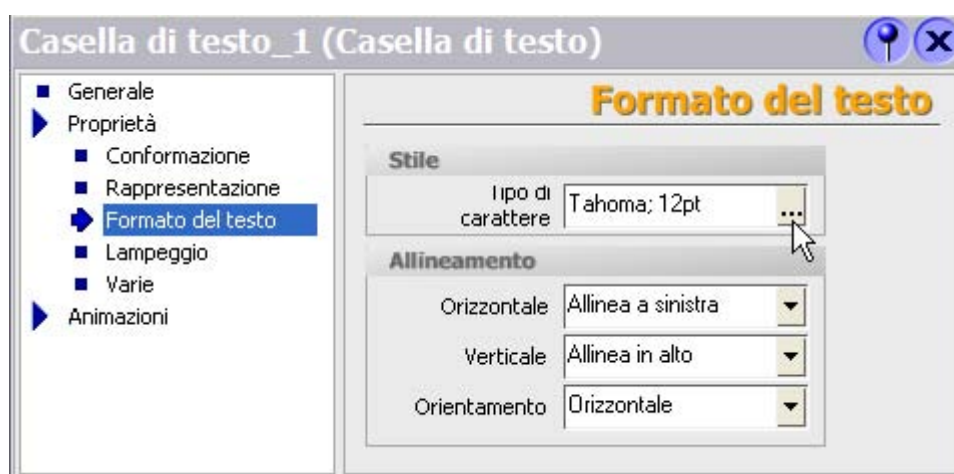 Casella di testo_1 (Casella di testo)
Generale
Proprietà
Conformazione
Rappresentazione
Formato del testo
Lampeggio
Varie
Animazioni
Formato del testo
Stile
Tipo di
carattere
Tahoma; 12pt
...
Allineamento
Orizzontale
Allinea a sinistra
Verticale
Allinea in alto
Orientamento
Orizzontale